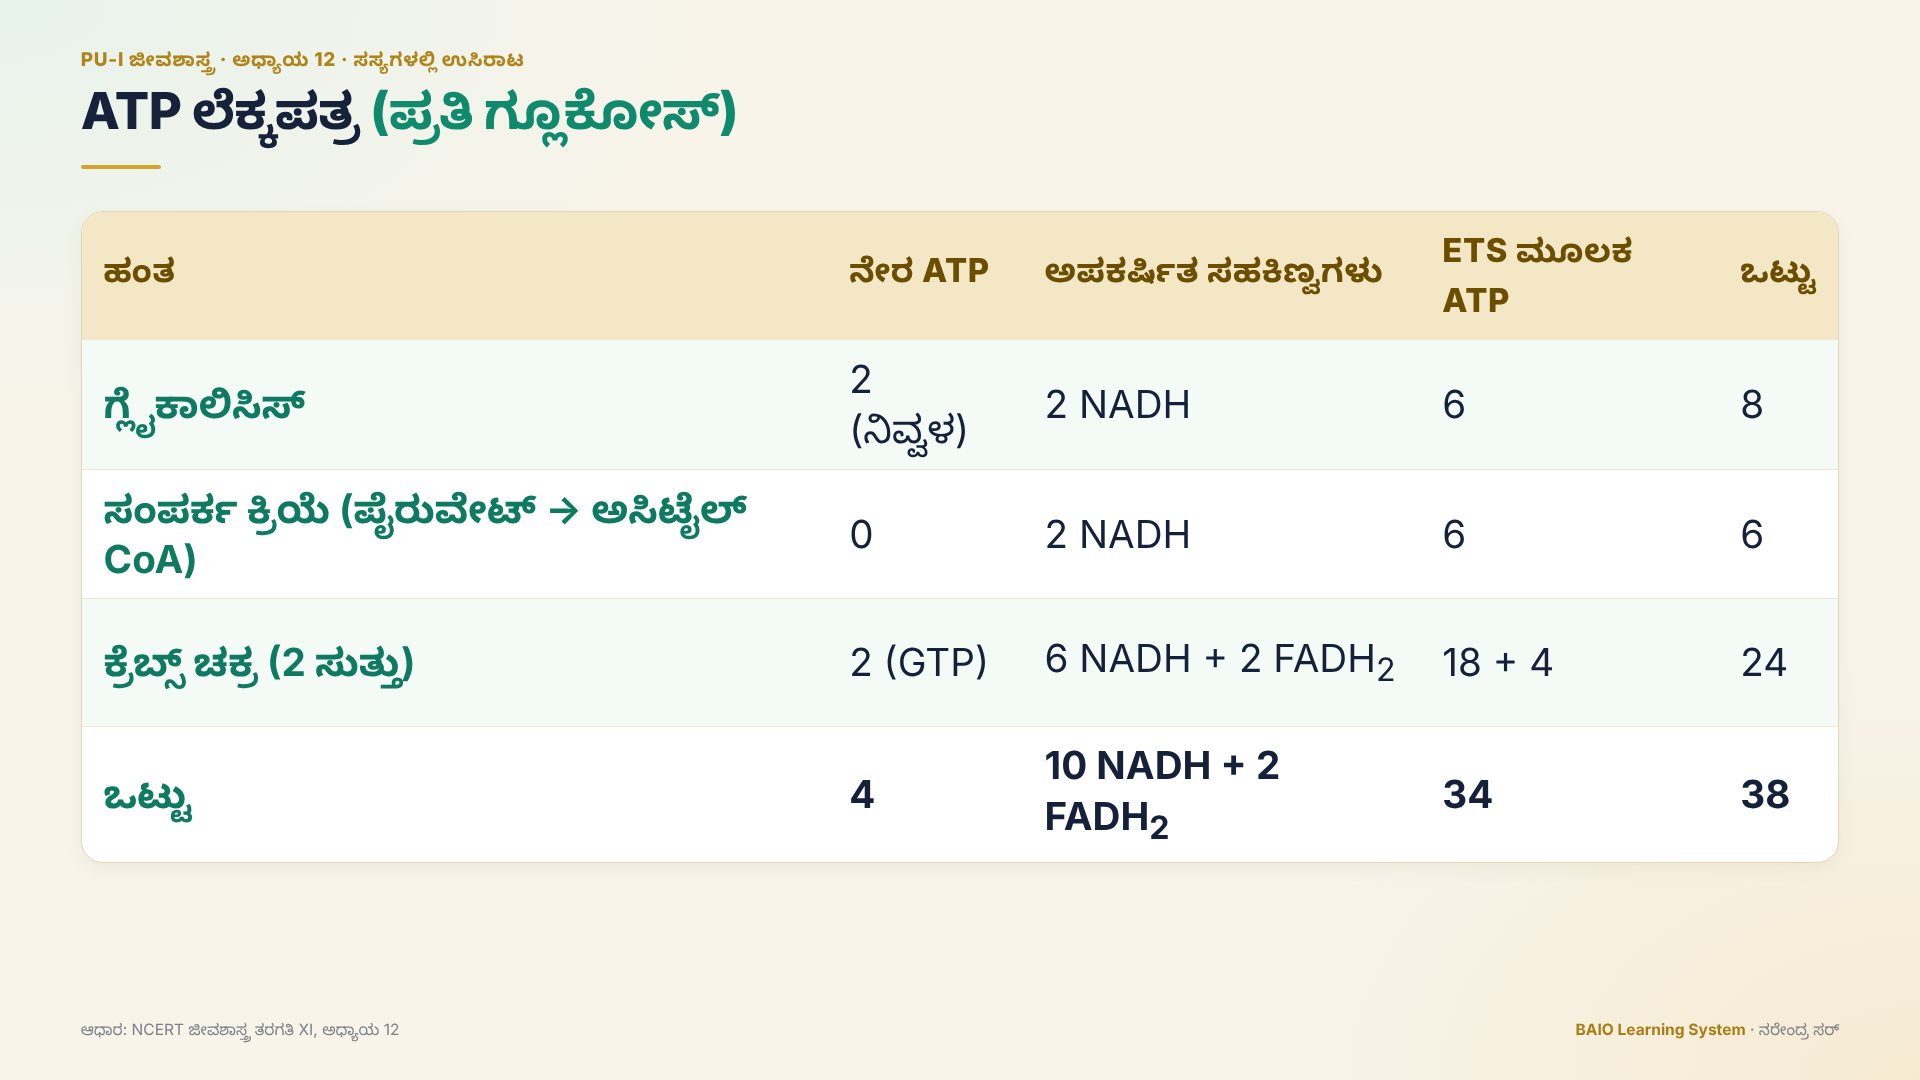 PU-I ಜೀವಶಾಸ್ತ್ರ · ಅಧ್ಯಾಯ 12 · ಸಸ್ಯಗಳಲ್ಲಿ ಉಸಿರಾಟ
ATP ಲೆಕ್ಕಪತ್ರ (ಪ್ರತಿ ಗ್ಲೂಕೋಸ್)
ಹಂತ
ನೇರ ATP
ಅಪಕರ್ಷಿತ ಸಹಕಿಣ್ವಗಳು
ETS ಮೂಲಕ
ATP
ಒಟ್ಟು
ಗ್ಲೈಕಾಲಿಸಿಸ್
2
(ನಿವ್ವಳ)
2 NADH
6
8
ಸಂಪರ್ಕ ಕ್ರಿಯೆ (ಪೈರುವೇಟ್ → ಅಸಿಟೈಲ್
CoA)
0
2 NADH
6
6
ಕ್ರೆಬ್ಸ್ ಚಕ್ರ (2 ಸುತ್ತು)
2 (GTP)
6 NADH + 2 FADH₂
18 + 4
24
ಒಟ್ಟು
4
10 NADH + 2
FADH₂
34
38
ಆಧಾರ: NCERT ಜೀವಶಾಸ್ತ್ರ ತರಗತಿ XI, ಅಧ್ಯಾಯ 12
BAIO Learning System · ನರೇಂದ್ರ ಸರ್